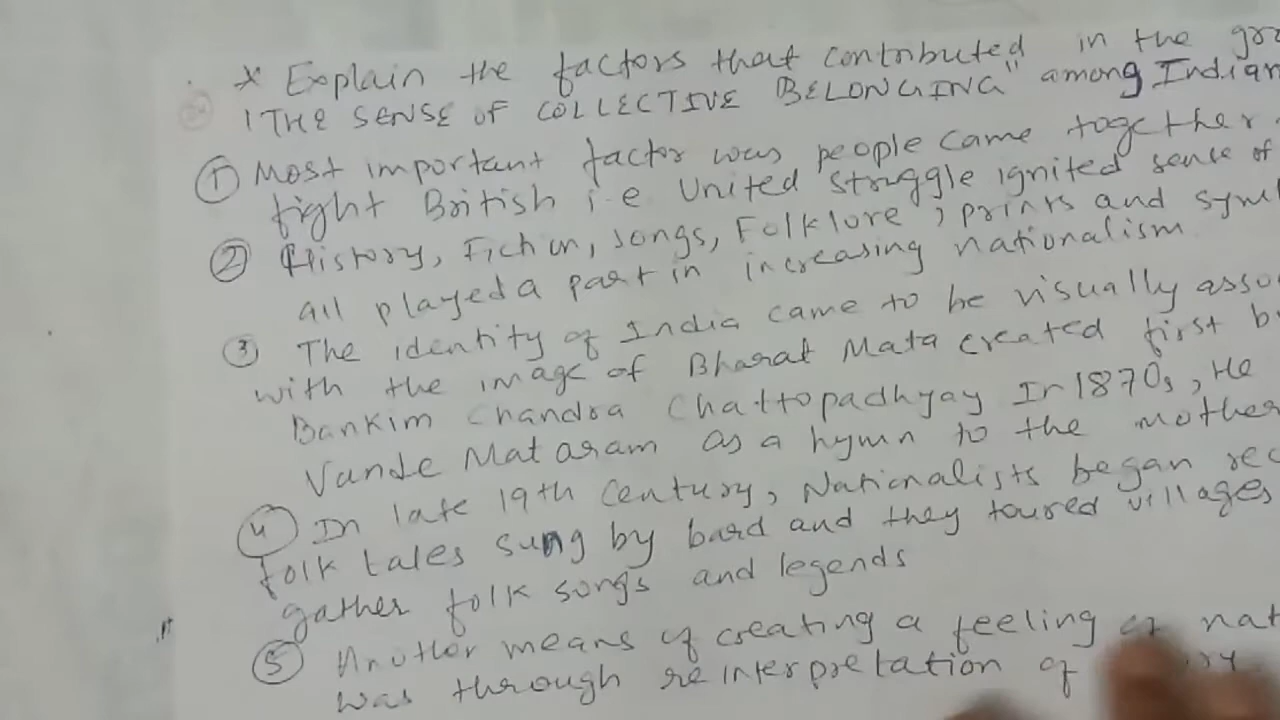 * Explain the factors that contributed in the
"THE SENSE OF COLLECTIVE BELONGING" among Indian
① Most important factor was people came together
fight British i.e United struggle ignited sense of
② History, Fiction, songs, Folklore, prints and
all played a part in increasing nationalism
③ The identity of India came to be visually
with the image of Bharat Mata created first
Bankim Chandra Chattopadhyay In 1870s, He
Vande Mataram as a hymn to the mother
④ In late 19th Century, Nationalists began
folk tales sung by bard and they toured villages
gather folk songs and legends
⑤ Another means of creating a feeling of
was through reinterpretation of